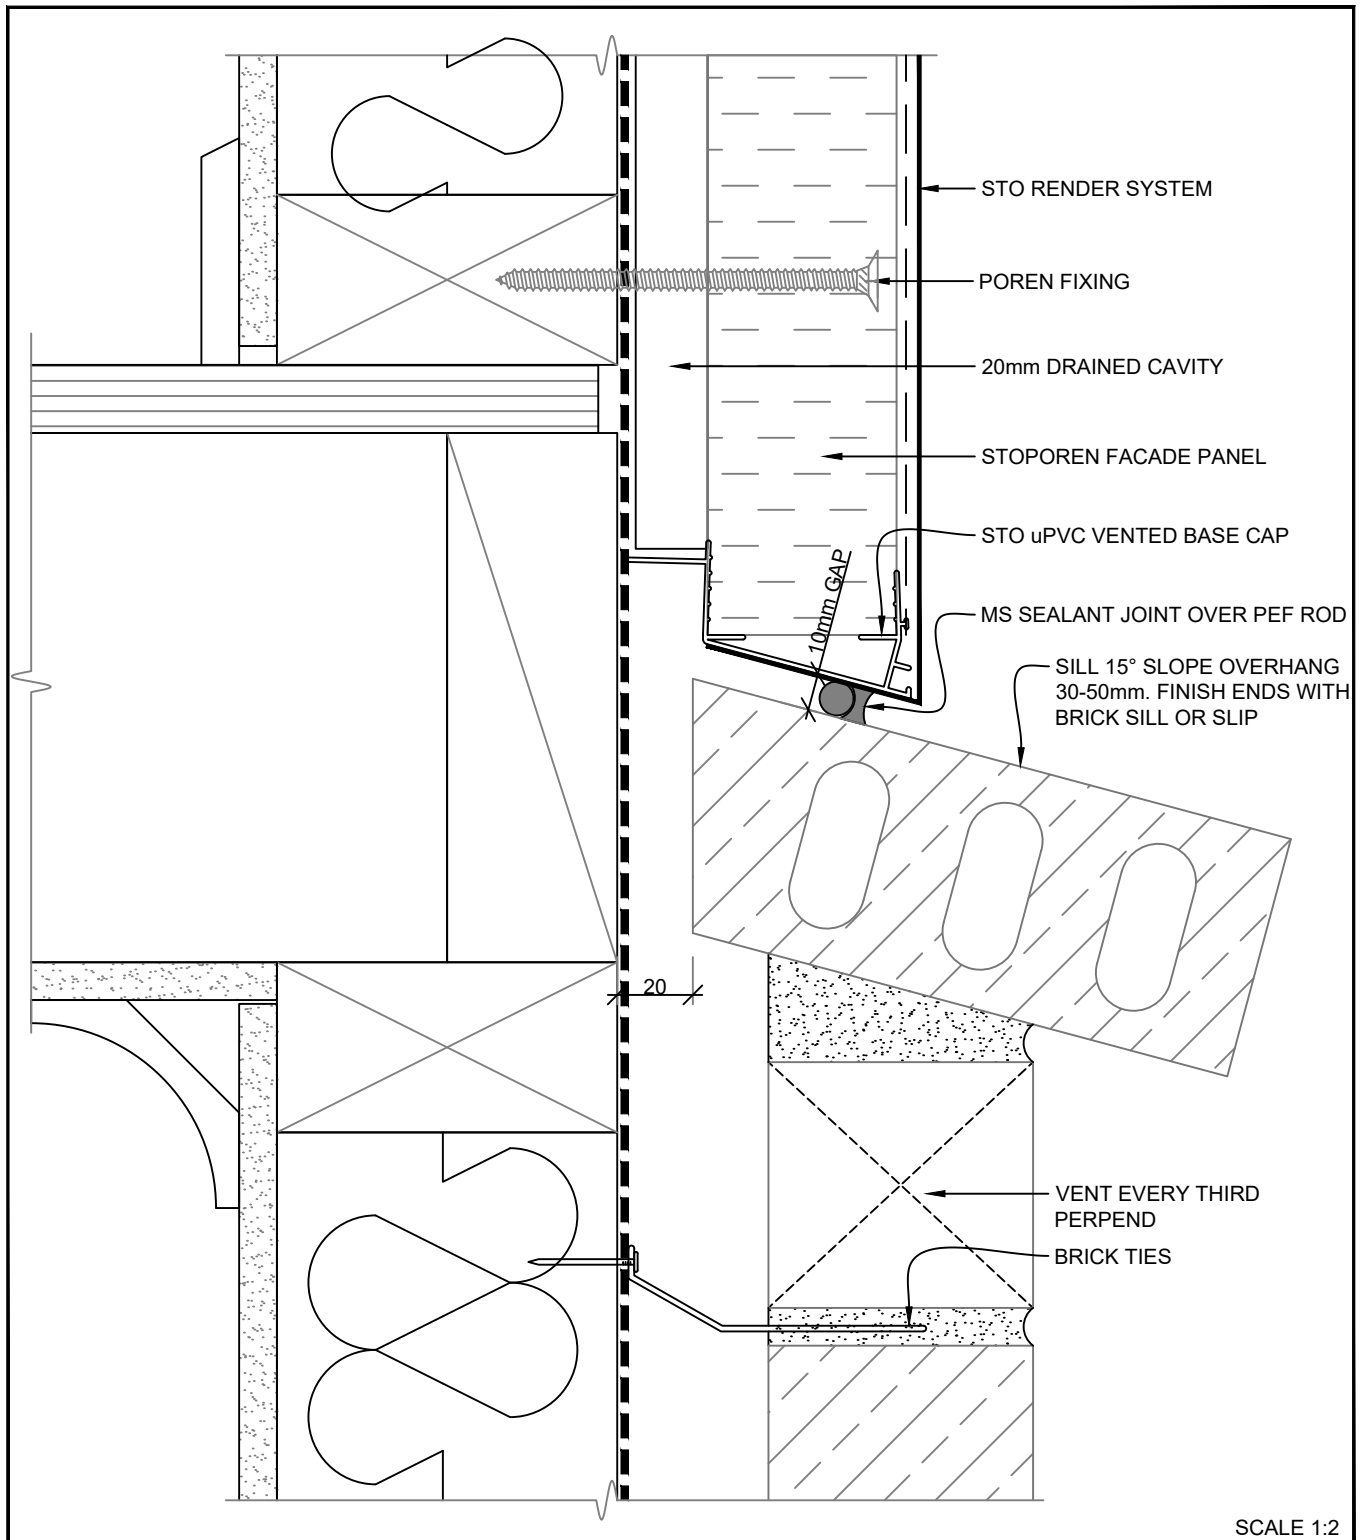 STO RENDER SYSTEM
POREN FIXING
20mm DRAINED CAVITY
STOPOREN FACADE PANEL
STO uPVC VENTED BASE CAP
10mm GAP
MS SEALANT JOINT OVER PEF ROD
SILL 15° SLOPE OVERHANG
30-50mm. FINISH ENDS WITH
BRICK SILL OR SLIP
20
VENT EVERY THIRD
PERPEND
BRICK TIES
SCALE 1:2